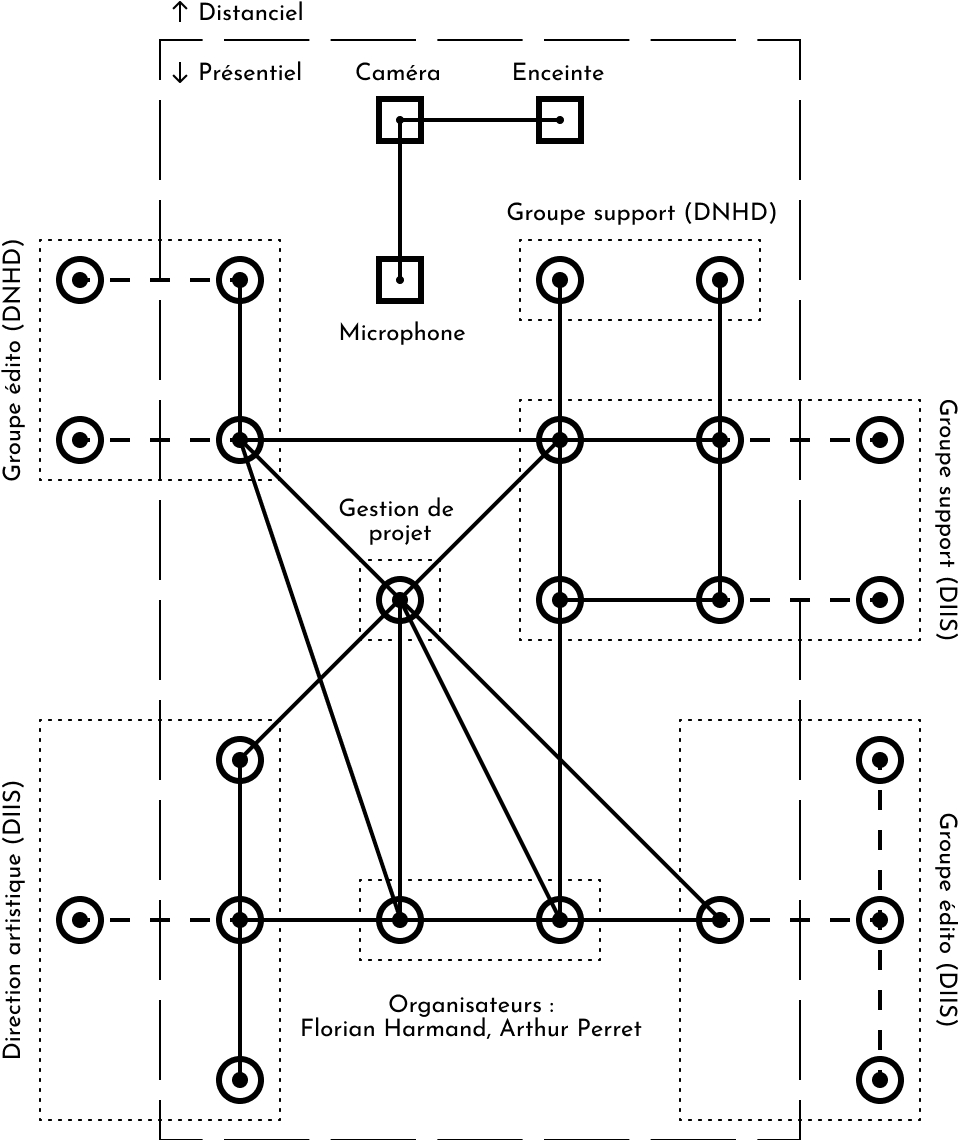 ↑ Distanciel
↓ Présentiel
Caméra
Enceinte
Groupe support (DNHD)
Groupe édito (DNHD)
Microphone
Groupe support (DIIS)
Gestion de
projet
Direction artistique (DIIS)
Groupe édito (DIIS)
Organisateurs :
Florian Harmand, Arthur Perret